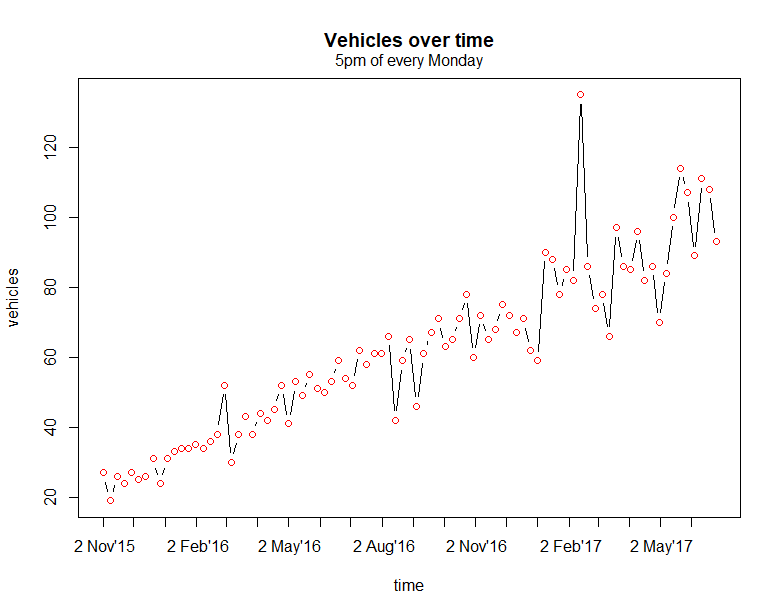 Vehicles over time
5pm of every Monday
vehicles
120
100
80
60
40
20
2 Nov'15 2 Feb'16 2 May'16 2 Aug'16 2 Nov'16 2 Feb'17 2 May'17
time